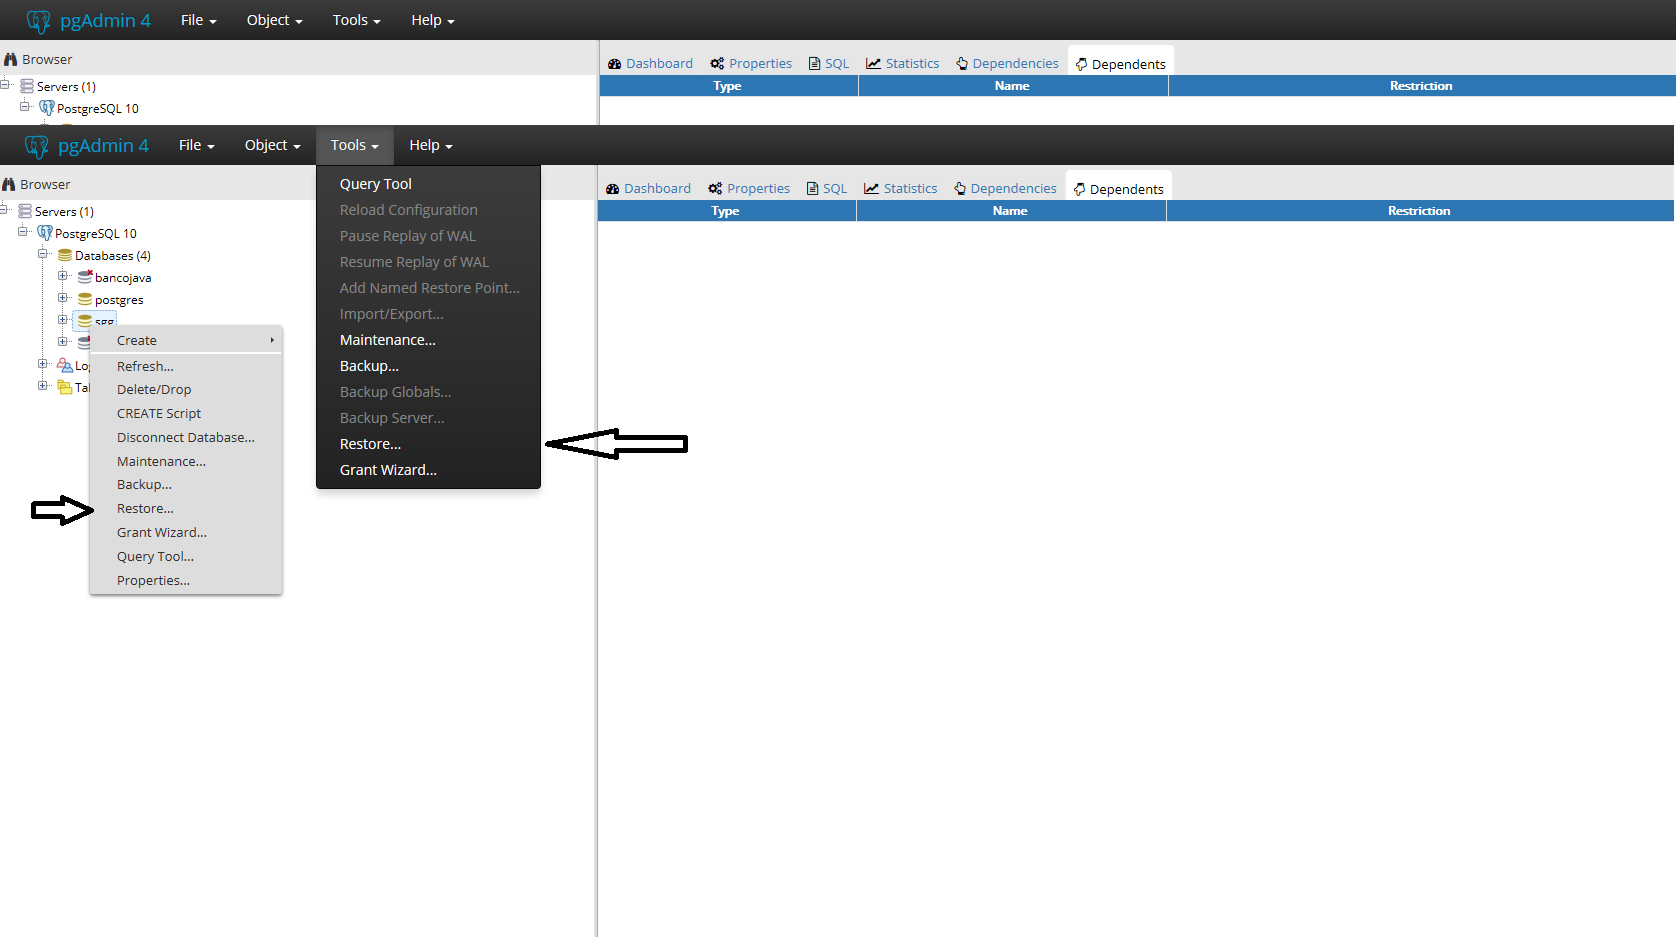 pgAdmin 4 File Object Tools Help
Browser
Dashboard Properties SQL Statistics Dependencies Dependents
Servers (1)
Type Name Restriction
PostgreSQL 10
pgAdmin 4 File Object Tools Help
Browser
Dashboard Properties SQL Statistics Dependencies Dependents
Type Name Restriction
Servers (1)
PostgreSQL 10
Databases (4)
bancojava
postgres
sgg
Create
Refresh...
Delete/Drop
CREATE Script
Disconnect Database...
Maintenance...
Backup...
Restore...
Grant Wizard...
Query Tool...
Properties...
Query Tool
Reload Configuration
Pause Replay of WAL
Resume Replay of WAL
Add Named Restore Point...
Import/Export...
Maintenance...
Backup...
Backup Globals...
Backup Server...
Restore...
Grant Wizard...